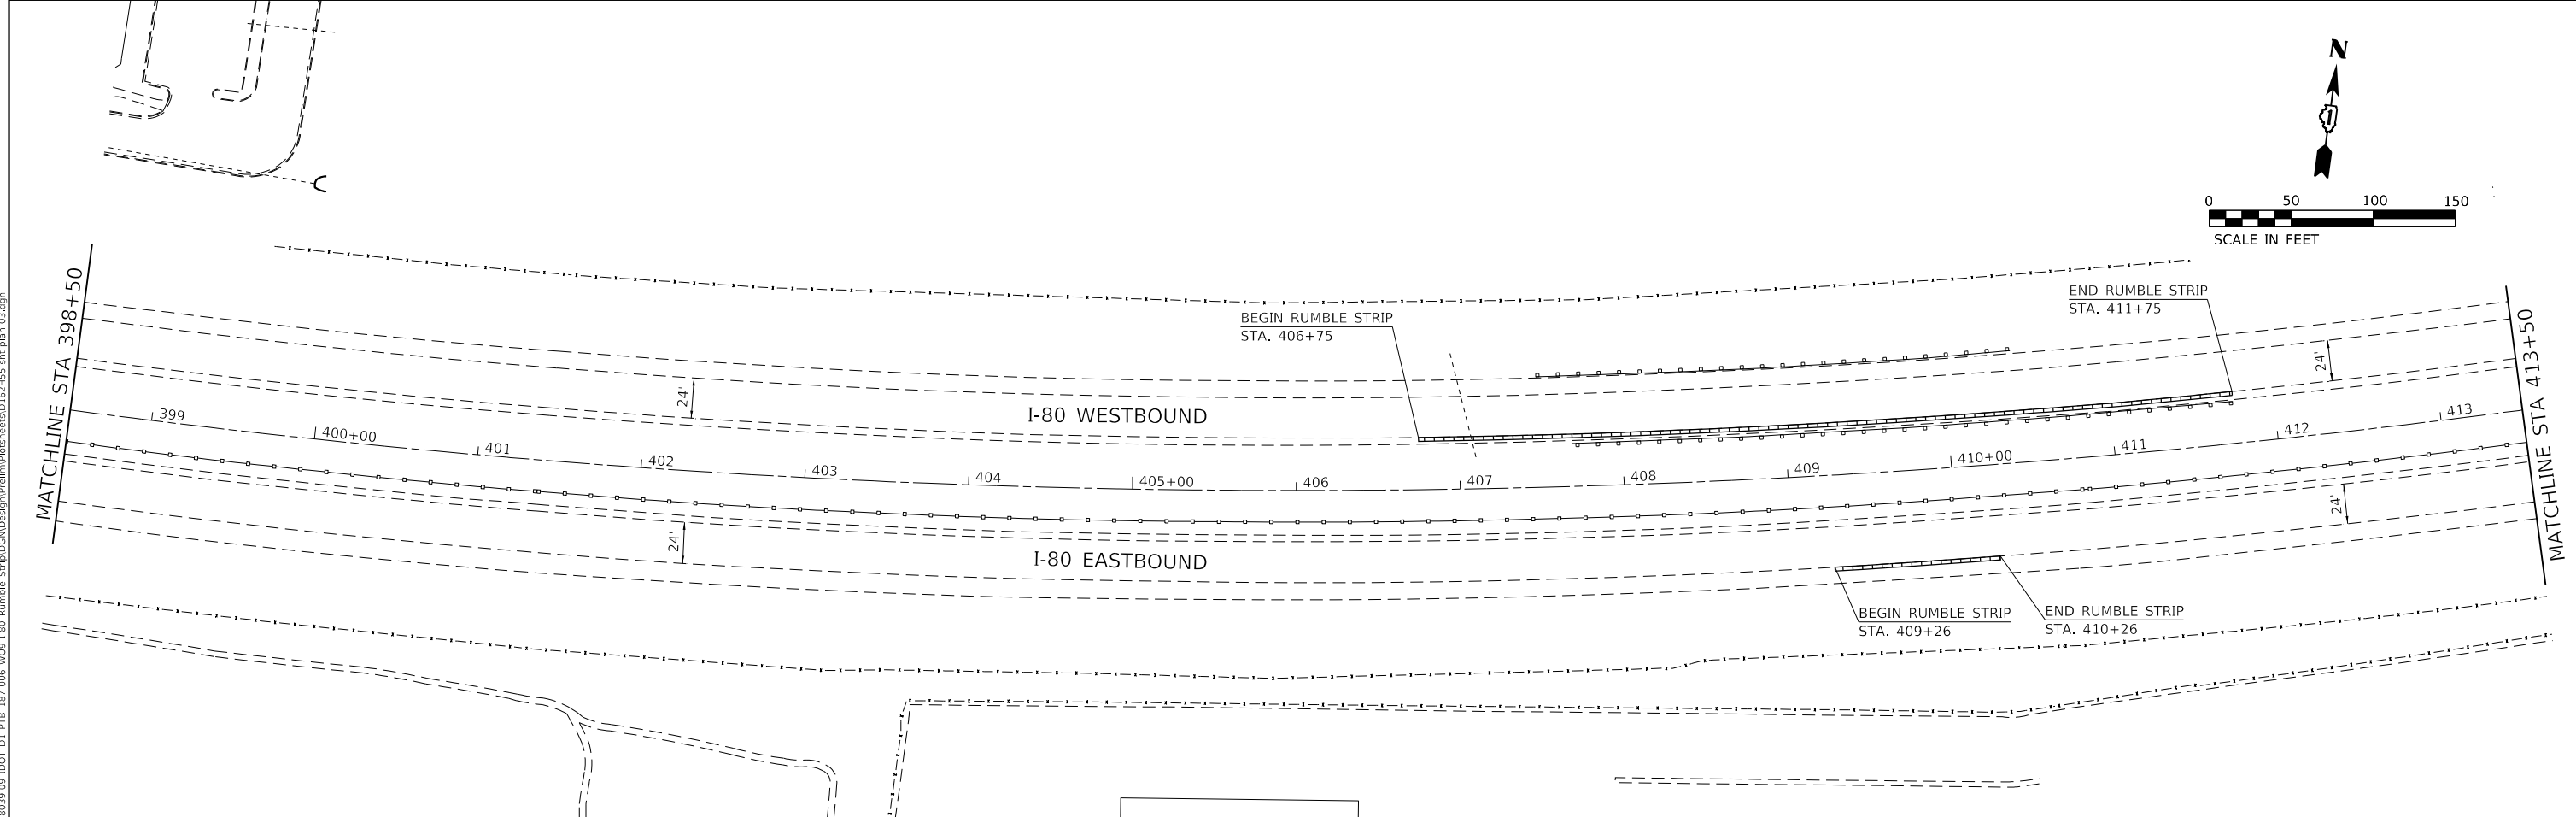 N
0 50 100 150
SCALE IN FEET
MATCHLINE STA 398+50
BEGIN RUMBLE STRIP
STA. 406+75
END RUMBLE STRIP
STA. 411+75
MATCHLINE STA 413+50
24'
24'
I-80 WESTBOUND
399
400+00
401
402
403
404
405+00
406
407
408
409
410+00
411
412
413
24'
24'
I-80 EASTBOUND
BEGIN RUMBLE STRIP
STA. 409+26
END RUMBLE STRIP
STA. 410+26